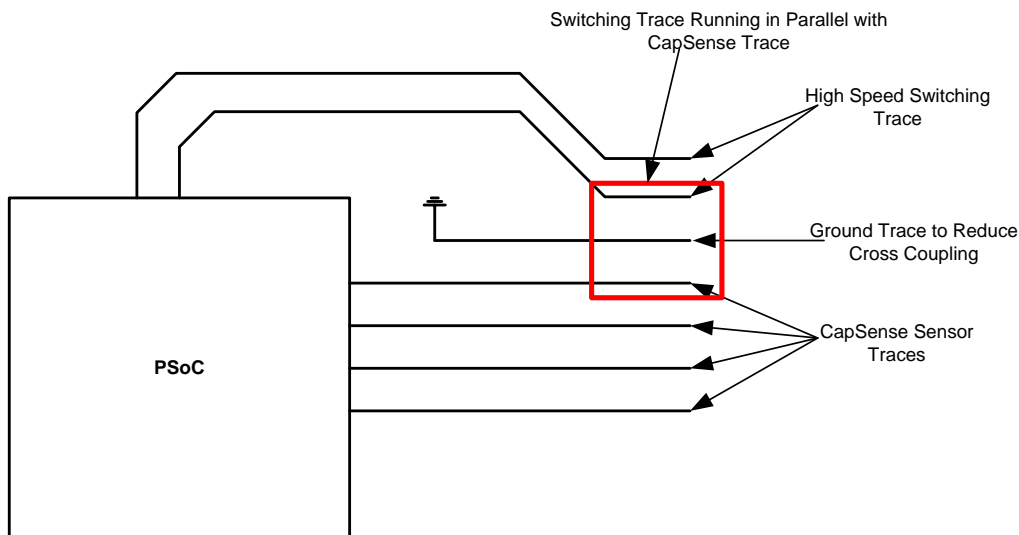 Switching Trace Running in Parallel with
CapSense Trace
High Speed Switching
Trace
Ground Trace to Reduce
Cross Coupling
CapSense Sensor
Traces
PSoC